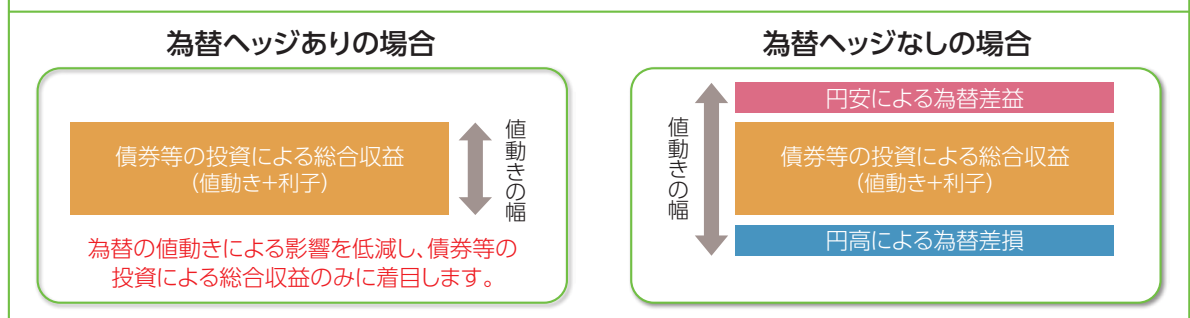 為替ヘッジありの場合
債券等の投資による総合収益
(値動き+利子)
値動きの幅
為替の値動きによる影響を低減し、債券等の
投資による総合収益のみに着目します。
為替ヘッジなしの場合
値動きの幅
円安による為替差益
債券等の投資による総合収益
(値動き+利子)
円高による為替差損